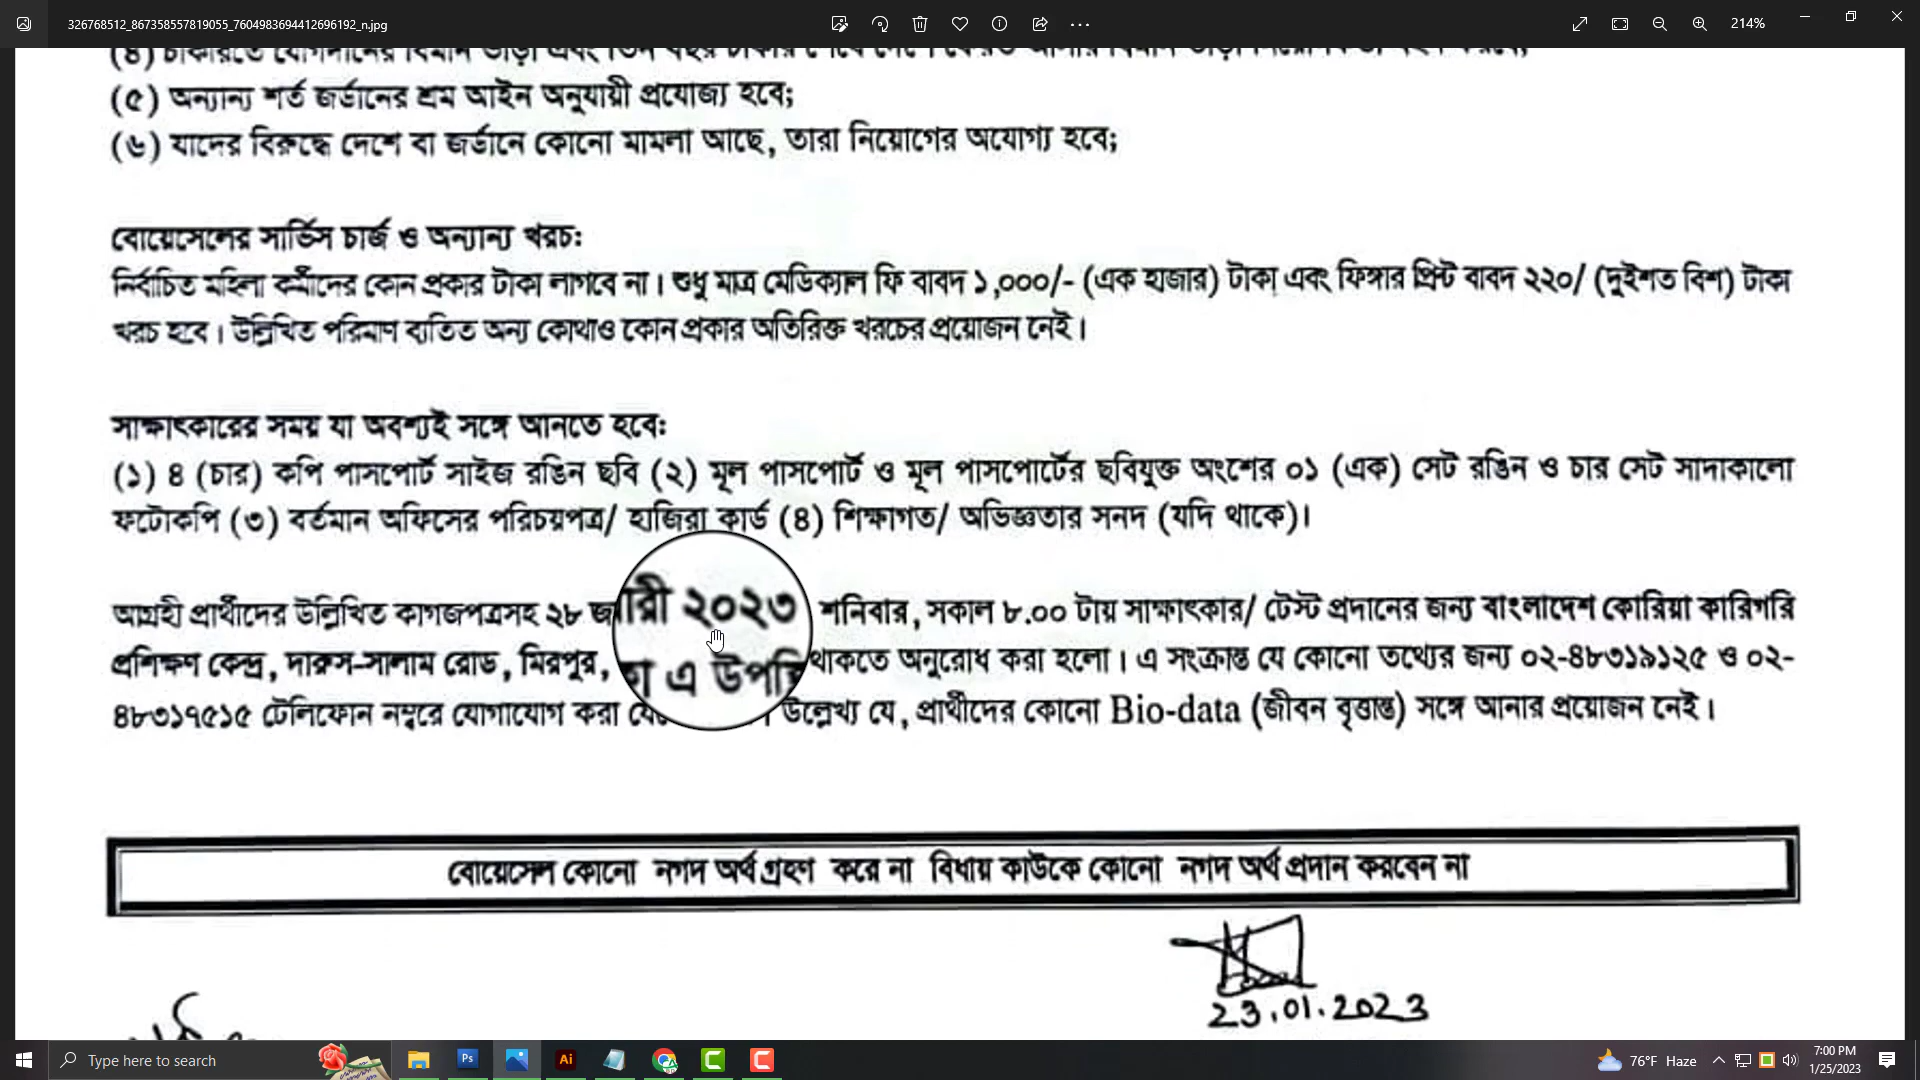 326768512_867358557819055_7604983694412696192_n.jpg
214%
(৫) অন্যান্য শর্ত জর্ডানের শ্রম আইন অনুযায়ী প্রযোজ্য হবে;
(৬) যাদের বিরুদ্ধে দেশে বা জর্ডানে কোনো মামলা আছে, তারা নিয়োগের অযোগ্য হবে;
বোয়েসেলের সার্ভিস চার্জ ও অন্যান্য খরচঃ
নির্বাচিত মহিলা কর্মীদের কোন প্রকার টাকা লাগবে না। শুধু মাত্র মেডিক্যাল ফি বাবদ ১,০০০/- (এক হাজার) টাকা এবং ফিঙ্গার প্রিন্ট বাবদ ২২০/ (দুইশত বিশ) টাকা
খরচ হবে। উল্লিখিত পরিমাণ ব্যতিত অন্য কোথাও কোন প্রকার অতিরিক্ত খরচের প্রয়োজন নেই।
সাক্ষাৎকারের সময় যা অবশ্যই সঙ্গে আনতে হবেঃ
(১) ৪ (চার) কপি পাসপোর্ট সাইজ রঙিন ছবি (২) মূল পাসপোর্ট ও মূল পাসপোর্টের ছবিযুক্ত অংশের ০১ (এক) সেট রঙিন ও চার সেট সাদাকালো
ফটোকপি (৩) বর্তমান অফিসের পরিচয়পত্র/ হাজিরা কার্ড (৪) শিক্ষাগত/ অভিজ্ঞতার সনদ (যদি থাকে)।
আগ্রহী প্রার্থীদের উল্লিখিত কাগজপত্রসহ ২৮ ২০২৩ শনিবার, সকাল ৮.০০ টায় সাক্ষাৎকার/ টেস্ট প্রদানের জন্য বাংলাদেশ কোরিয়া কারিগরি
প্রশিক্ষণ কেন্দ্র, দারুস-সালাম রোড, মিরপুর, এ থাকতে অনুরোধ করা হলো। এ সংক্রান্ত যে কোনো তথ্যের জন্য ০২-৪৮৩১৯১২৫ ও ০২-
৪৮৩১৭৫১৫ টেলিফোন নম্বরে যোগাযোগ করা উল্লেখ্য যে, প্রার্থীদের কোনো Bio-data (জীবন বৃত্তান্ত) সঙ্গে আনার প্রয়োজন নেই।
বোয়েসেল কোনো নগদ অর্থ গ্রহণ করে না বিধায় কাউকে কোনো নগদ অর্থ প্রদান করবেন না
23.01.2023
Type here to search
Ps
Ai
76°F Haze
7:00 PM
1/25/2023